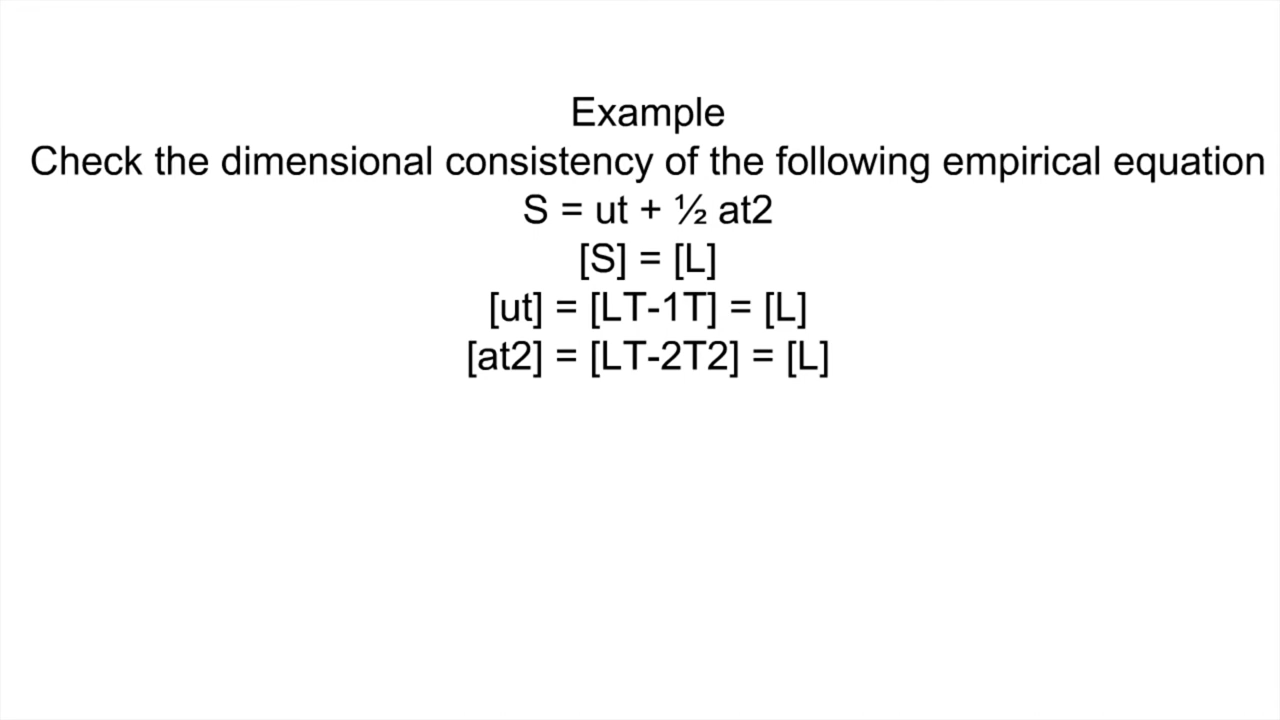 Example
Check the dimensional consistency of the following empirical equation
S = ut + ½ at2
[S] = [L]
[ut] = [LT-1T] = [L]
[at2] = [LT-2T2] = [L]